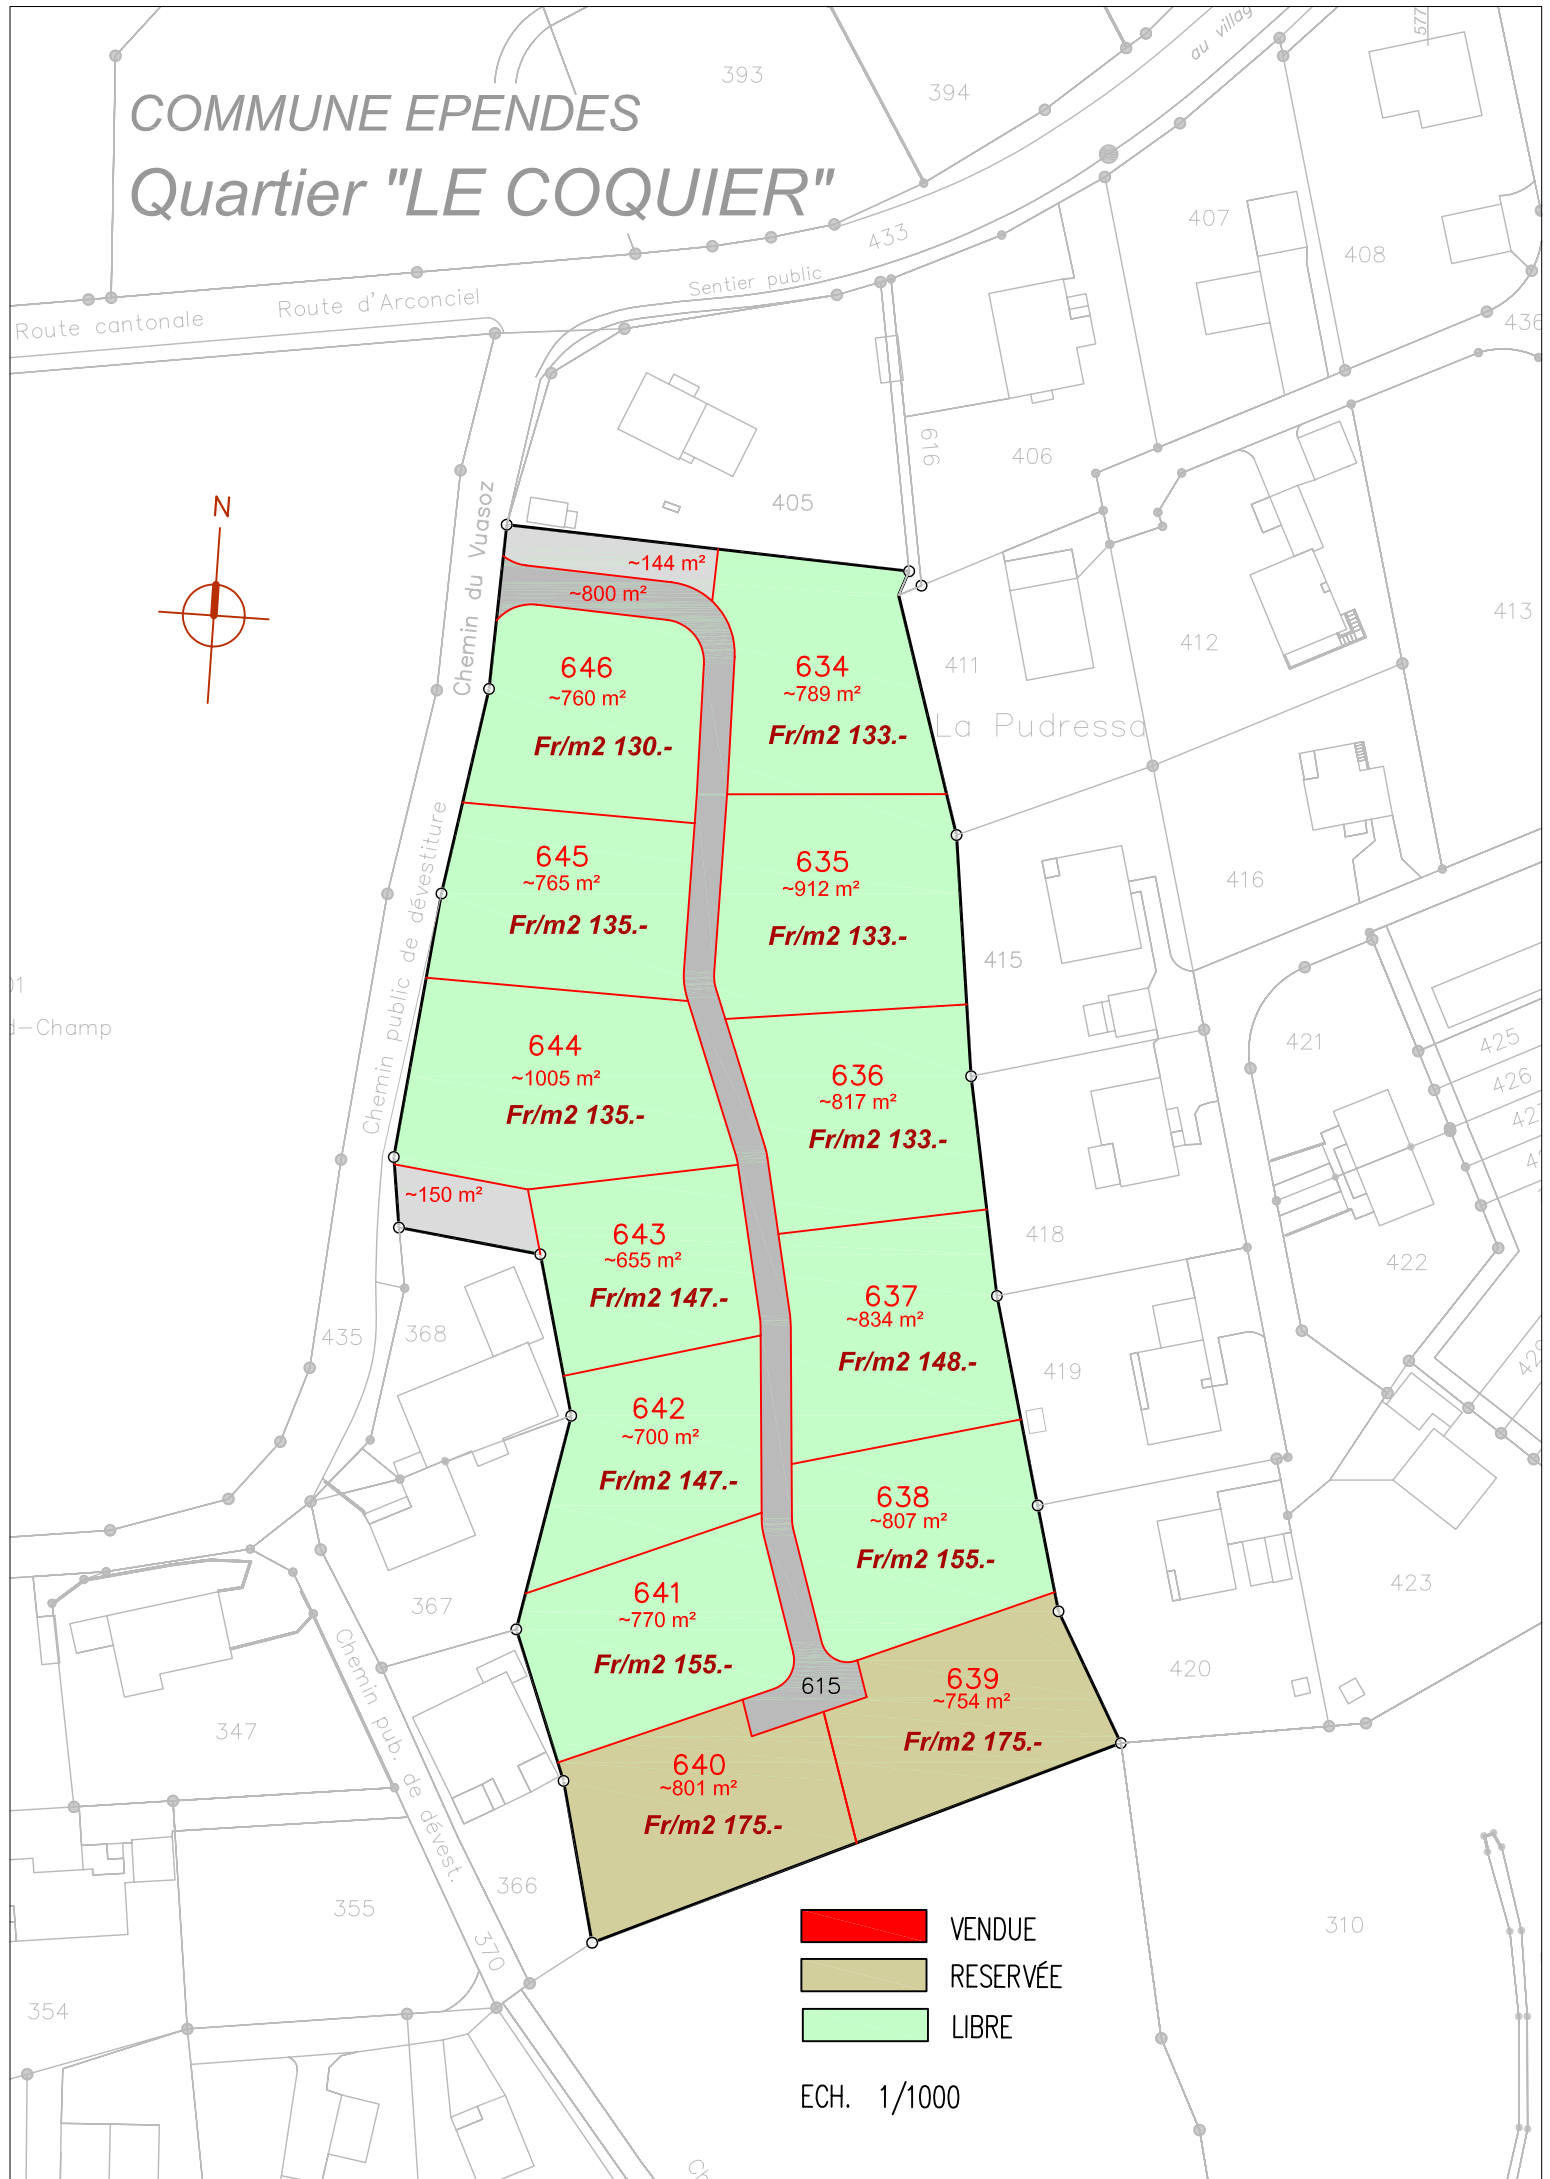 577
au villag
393
394
COMMUNE EPENDES
Quartier "LE COQUIER"
407
433
408
Sentier public
Route d'Arconciel
Route cantonale
436
616
406
405
N
Chemin du Vuasoz
~144 m²
~800 m²
413
412
411
646
~760 m²
Fr/m2 130.-
634
~789 m²
Fr/m2 133.-
La Pudressa
Chemin public de dévestiture
645
~765 m²
Fr/m2 135.-
635
~912 m²
Fr/m2 133.-
416
415
01
d-Champ
421
425
426
644
~1005 m²
Fr/m2 135.-
636
~817 m²
Fr/m2 133.-
~150 m²
643
~655 m²
Fr/m2 147.-
418
422
637
~834 m²
Fr/m2 148.-
435
368
419
642
~700 m²
Fr/m2 147.-
638
~807 m²
Fr/m2 155.-
423
367
641
~770 m²
Fr/m2 155.-
420
615
639
~754 m²
Fr/m2 175.-
Chemin pub. de dévest.
347
640
~801 m²
Fr/m2 175.-
366
355
370
310
VENDUE
RESERVÉE
LIBRE
354
ECH. 1/1000